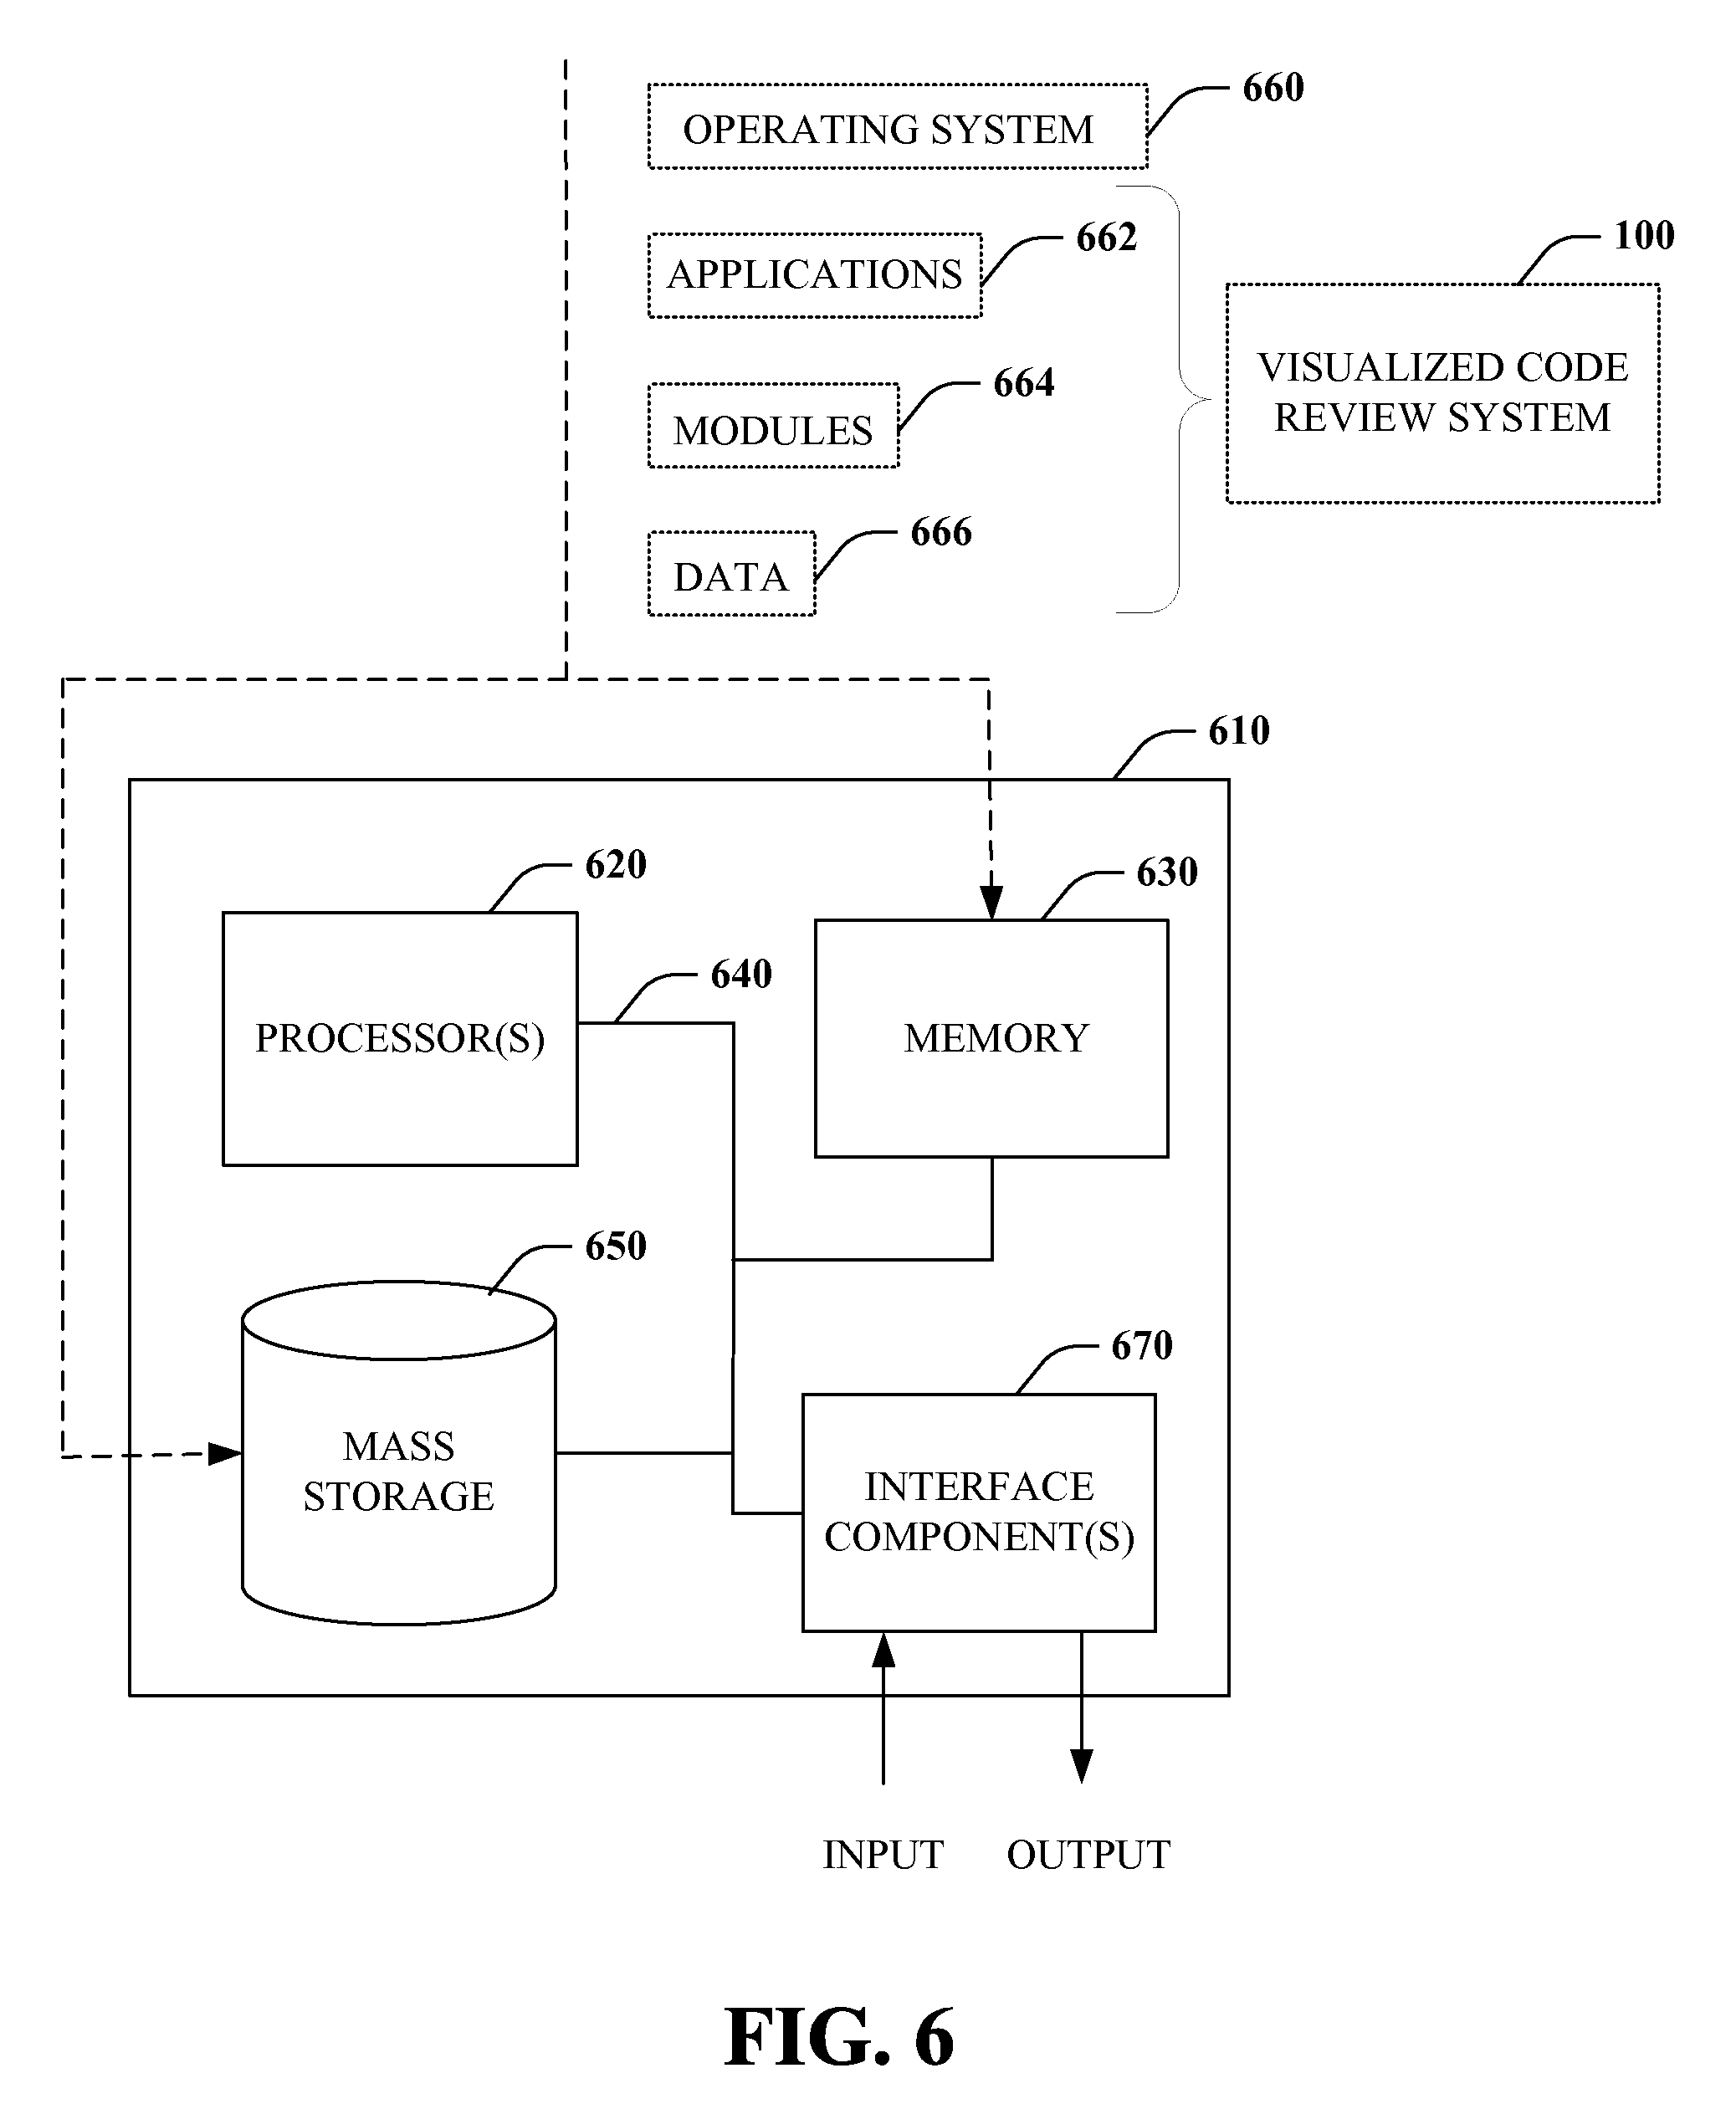 660
OPERATING SYSTEM
662
APPLICATIONS
100
VISUALIZED CODE
REVIEW SYSTEM
664
MODULES
666
DATA
610
620
PROCESSOR(S)
630
MEMORY
640
650
MASS
STORAGE
670
INTERFACE
COMPONENT(S)
INPUT
OUTPUT
FIG. 6